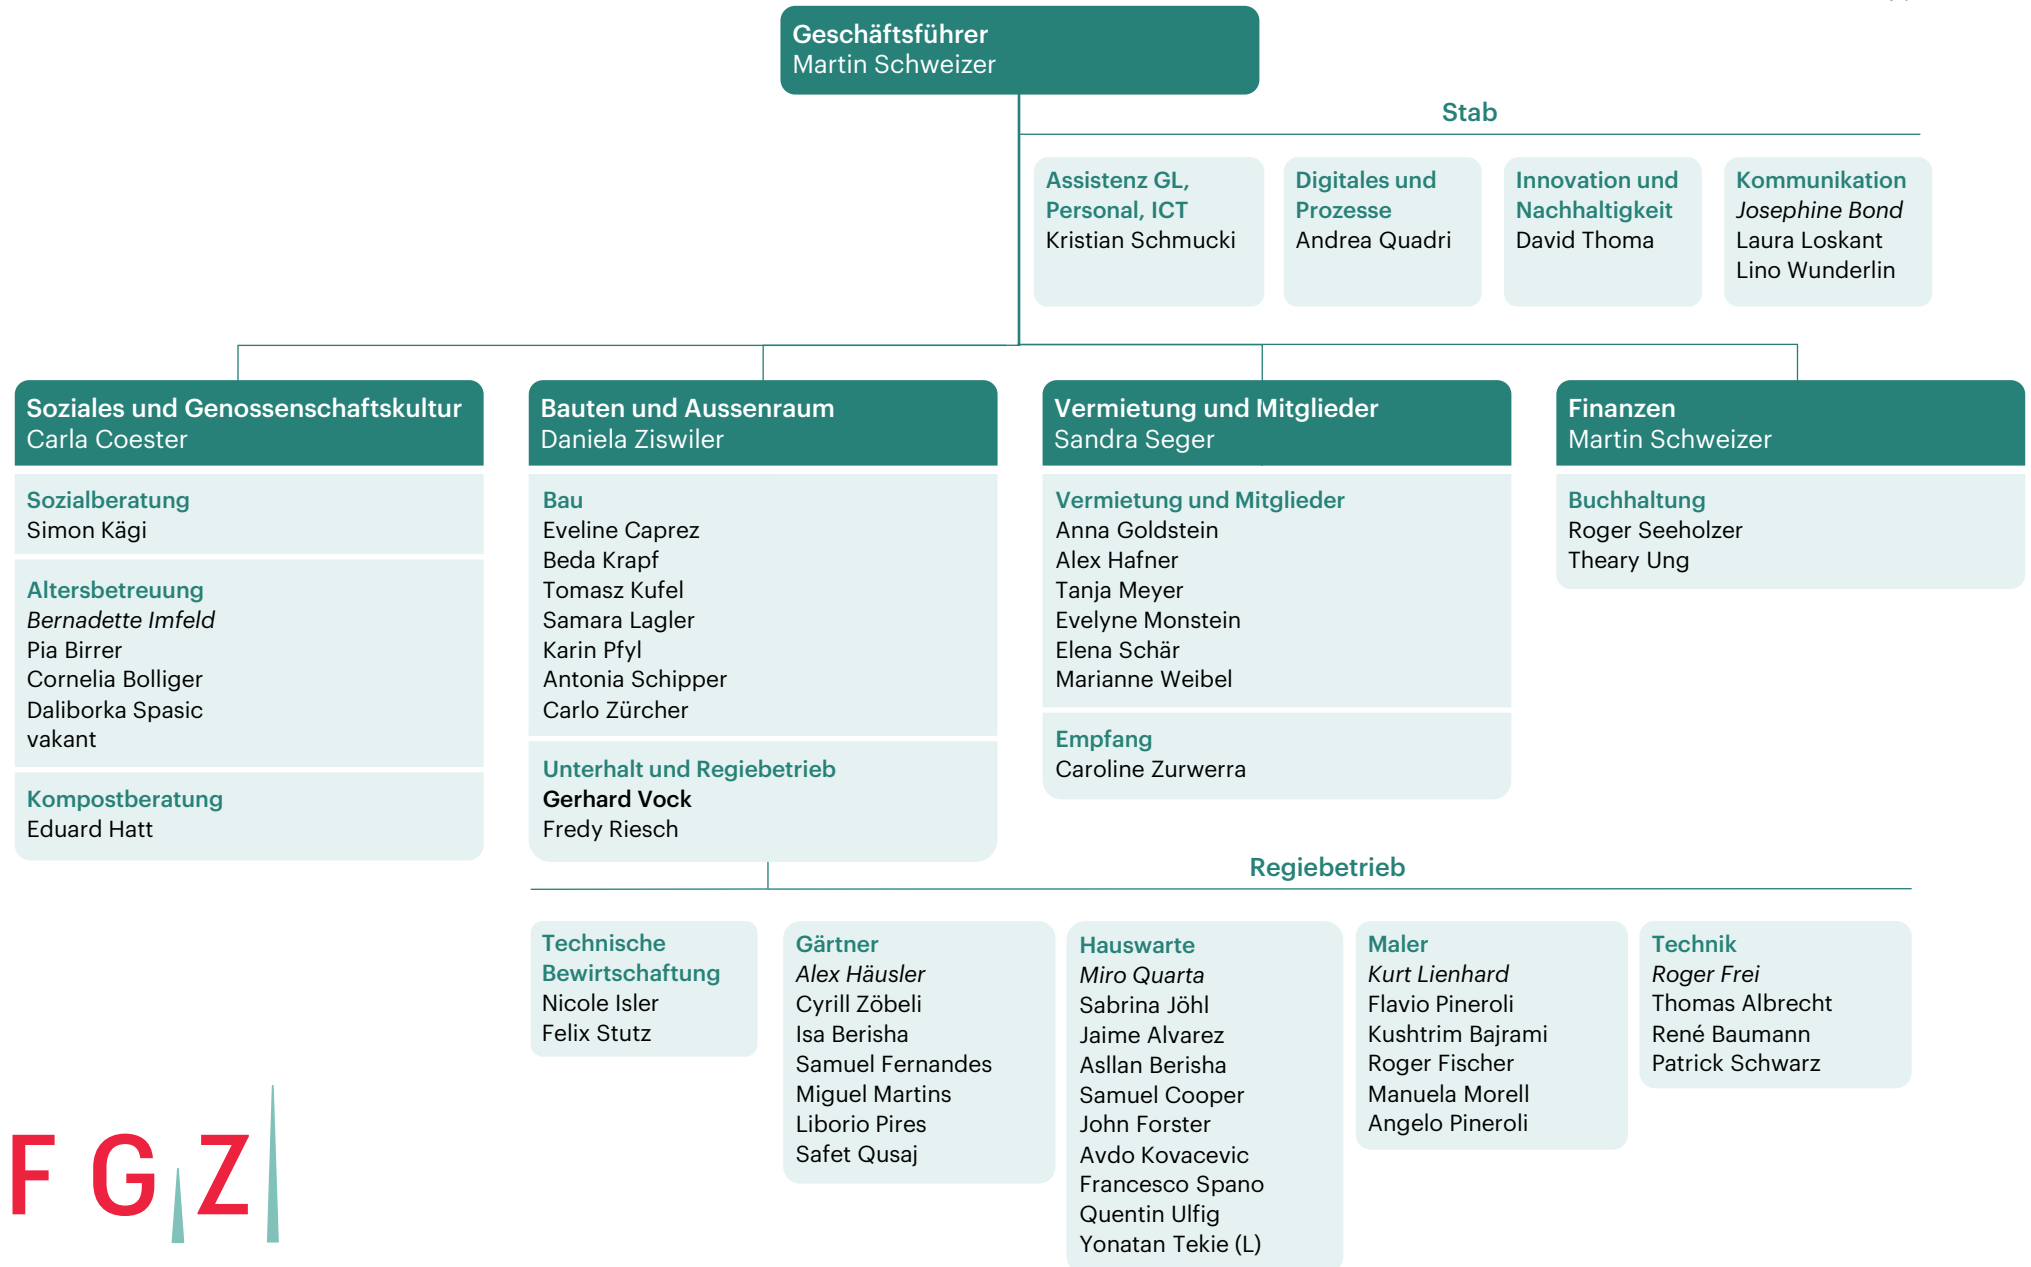 Geschäftsführer
Martin Schweizer
Stab
Assistenz GL,
Personal, ICT
Kristian Schmucki
Digitales und
Prozesse
Andrea Quadri
Innovation und
Nachhaltigkeit
David Thoma
Kommunikation
Josephine Bond
Laura Loskant
Lino Wunderlin
Soziales und Genossenschaftskultur
Carla Coester
Sozialberatung
Simon Kägi
Altersbetreuung
Bernadette Imfeld
Pia Birrer
Cornelia Bolliger
Daliborka Spasic
vakant
Kompostberatung
Eduard Hatt
Bauten und Aussenraum
Daniela Ziswiler
Bau
Eveline Caprez
Beda Krapf
Tomasz Kufel
Samara Lagler
Karin Pfyl
Antonia Schipper
Carlo Zürcher
Unterhalt und Regiebetrieb
Gerhard Vock
Fredy Riesch
Vermietung und Mitglieder
Sandra Seger
Vermietung und Mitglieder
Anna Goldstein
Alex Hafner
Tanja Meyer
Evelyne Monstein
Elena Schär
Marianne Weibel
Empfang
Caroline Zurwerra
Finanzen
Martin Schweizer
Buchhaltung
Roger Seeholzer
Theary Ung
Regiebetrieb
Technische
Bewirtschaftung
Nicole Isler
Felix Stutz
Gärtner
Alex Häusler
Cyrill Zöbeli
Isa Berisha
Samuel Fernandes
Miguel Martins
Liborio Pires
Safet Qusaj
Hauswarte
Miro Quarta
Sabrina Jöhl
Jaime Alvarez
Asllan Berisha
Samuel Cooper
John Forster
Avdo Kovacevic
Francesco Spano
Quentin Ulfig
Yonatan Tekie (L)
Maler
Kurt Lienhard
Flavio Pineroli
Kushtrim Bajrami
Roger Fischer
Manuela Morell
Angelo Pineroli
Technik
Roger Frei
Thomas Albrecht
René Baumann
Patrick Schwarz
FGZ